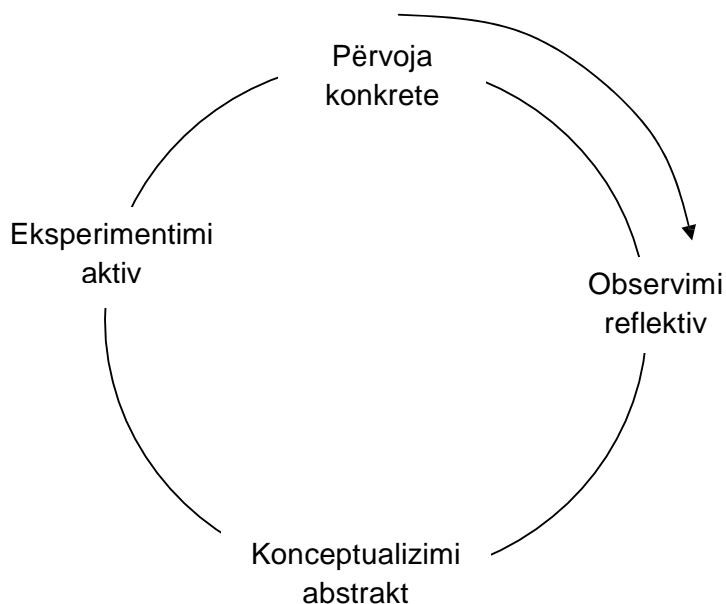 Përvoja
konkrete
Eksperimentimi
aktiv
Observimi
reflektiv
Konceptualizimi
abstrakt